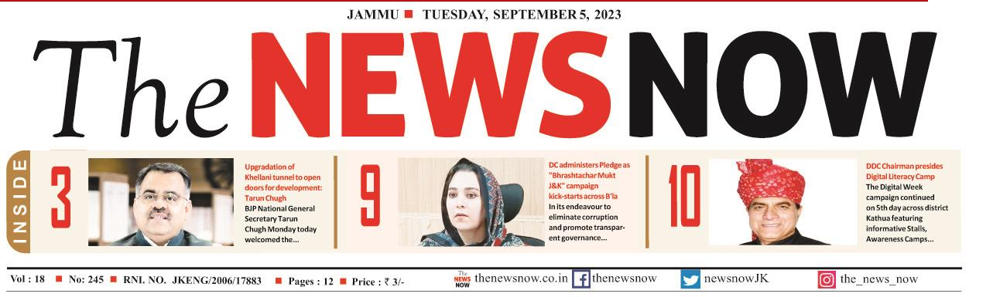 JAMMU ■ TUESDAY, SEPTEMBER 5, 2023
The NEWS NOW
INSIDE
3
Upgradation of
Khellani tunnel to open
doors for development:
Tarun Chugh
BJP National General
Secretary Tarun
Chugh Monday today
welcomed the...
9
DC administers Pledge as
"Bhrashtachar Mukt
J&K" campaign
kick-starts across B'la
In its endeavour to
eliminate corruption
and promote transpar-
ent governance...
10
DDC Chairman presides
Digital Literacy Camp
The Digital Week
campaign continued
on 5th day across district
Kathua featuring
informative Stalls,
Awareness Camps...
Vol : 18 ■ No: 245 ■ RNI. NO. JKENG/2006/17883 ■ Pages : 12 ■ Price : ₹ 3/- The NEWS NOW thenewsnow.co.in thenewsnow newsnowJK the_news_now